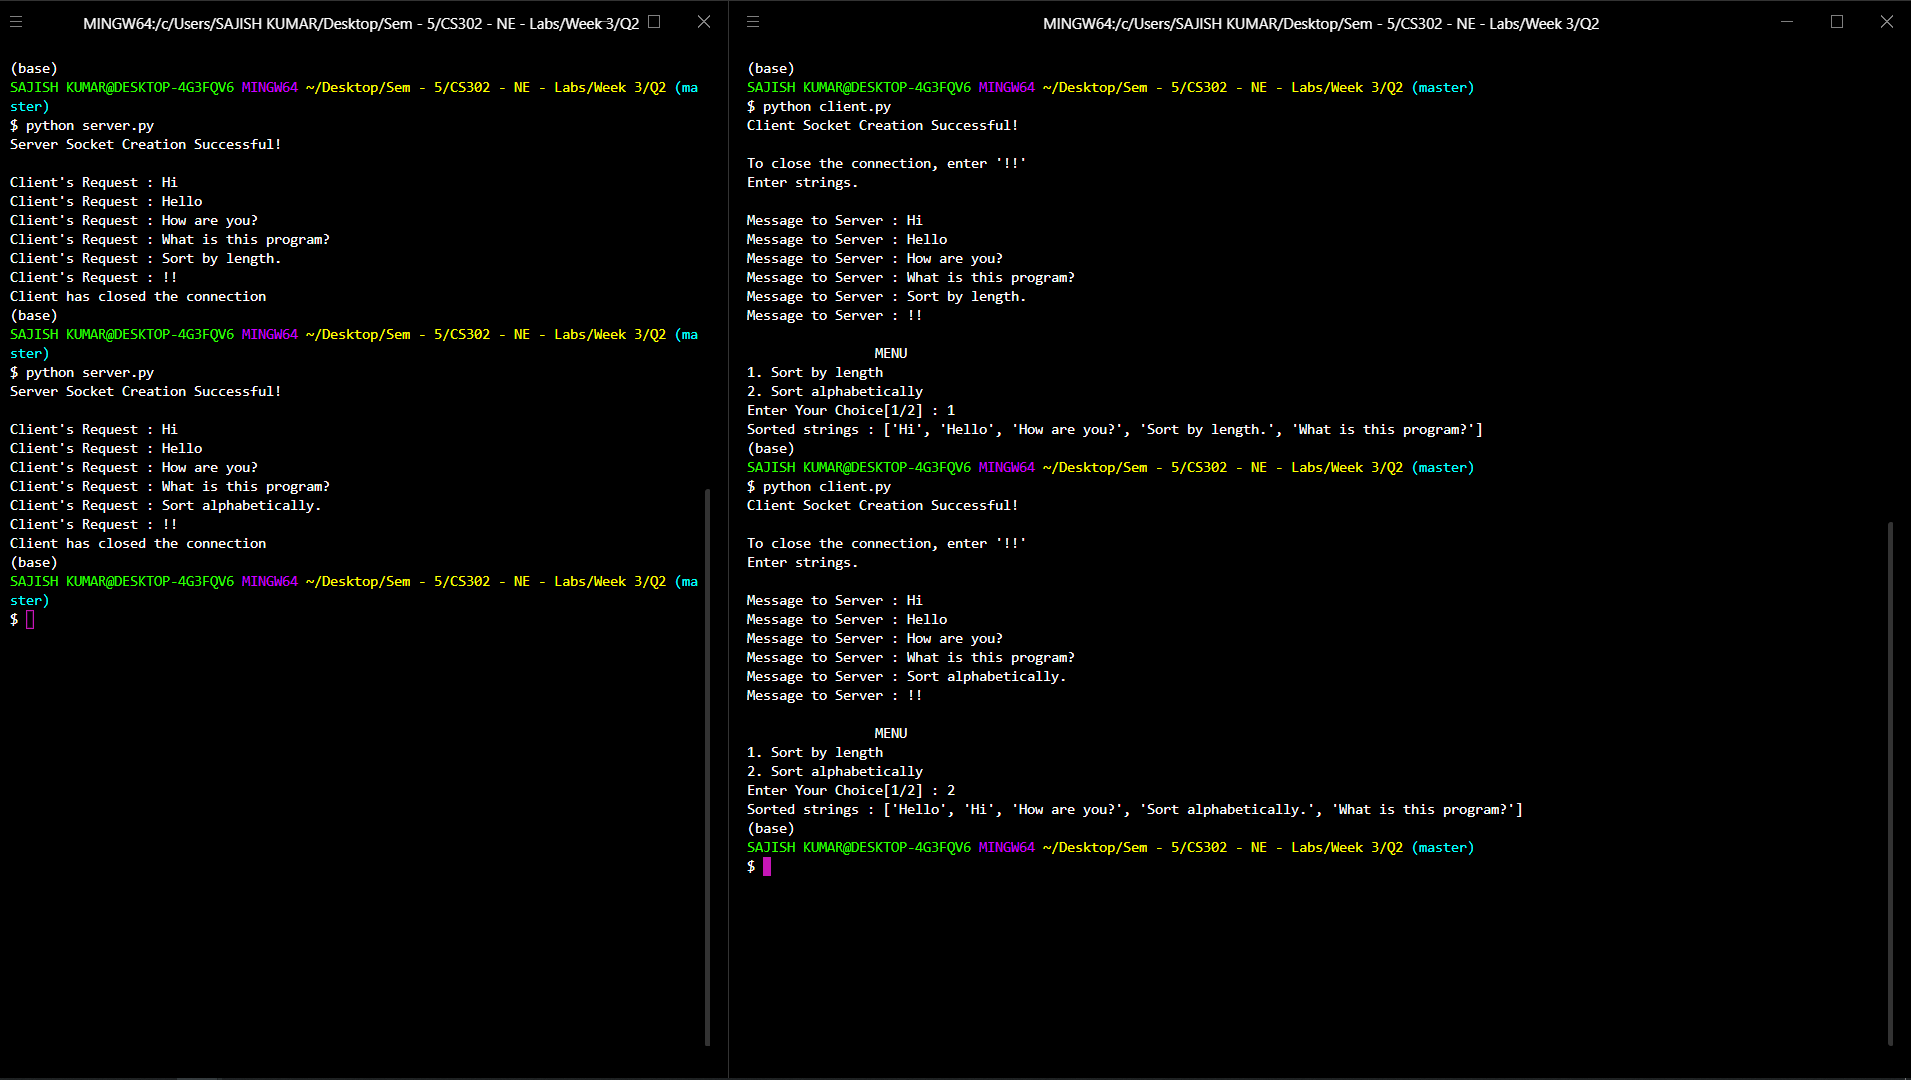 MINGW64:/c/Users/SAJISH KUMAR/Desktop/Sem - 5/CS302 - NE - Labs/Week 3/Q2
(base)
SAJISH KUMAR@DESKTOP-4G3FQV6 MINGW64 ~/Desktop/Sem - 5/CS302 - NE - Labs/Week 3/Q2 (ma
ster)
$ python server.py
Server Socket Creation Successful!
Client's Request : Hi
Client's Request : Hello
Client's Request : How are you?
Client's Request : What is this program?
Client's Request : Sort by length.
Client's Request : !!
Client has closed the connection
(base)
SAJISH KUMAR@DESKTOP-4G3FQV6 MINGW64 ~/Desktop/Sem - 5/CS302 - NE - Labs/Week 3/Q2 (ma
ster)
$ python server.py
Server Socket Creation Successful!
Client's Request : Hi
Client's Request : Hello
Client's Request : How are you?
Client's Request : What is this program?
Client's Request : Sort alphabetically.
Client's Request : !!
Client has closed the connection
(base)
SAJISH KUMAR@DESKTOP-4G3FQV6 MINGW64 ~/Desktop/Sem - 5/CS302 - NE - Labs/Week 3/Q2 (ma
ster)
$
MINGW64:/c/Users/SAJISH KUMAR/Desktop/Sem - 5/CS302 - NE - Labs/Week 3/Q2
(base)
SAJISH KUMAR@DESKTOP-4G3FQV6 MINGW64 ~/Desktop/Sem - 5/CS302 - NE - Labs/Week 3/Q2 (master)
$ python client.py
Client Socket Creation Successful!
To close the connection, enter '!!'
Enter strings.
Message to Server : Hi
Message to Server : Hello
Message to Server : How are you?
Message to Server : What is this program?
Message to Server : Sort by length.
Message to Server : !!
MENU
1. Sort by length
2. Sort alphabetically
Enter Your Choice[1/2] : 1
Sorted strings : ['Hi', 'Hello', 'How are you?', 'Sort by length.', 'What is this program?']
(base)
SAJISH KUMAR@DESKTOP-4G3FQV6 MINGW64 ~/Desktop/Sem - 5/CS302 - NE - Labs/Week 3/Q2 (master)
$ python client.py
Client Socket Creation Successful!
To close the connection, enter '!!'
Enter strings.
Message to Server : Hi
Message to Server : Hello
Message to Server : How are you?
Message to Server : What is this program?
Message to Server : Sort alphabetically.
Message to Server : !!
MENU
1. Sort by length
2. Sort alphabetically
Enter Your Choice[1/2] : 2
Sorted strings : ['Hello', 'Hi', 'How are you?', 'Sort alphabetically.', 'What is this program?']
(base)
SAJISH KUMAR@DESKTOP-4G3FQV6 MINGW64 ~/Desktop/Sem - 5/CS302 - NE - Labs/Week 3/Q2 (master)
$